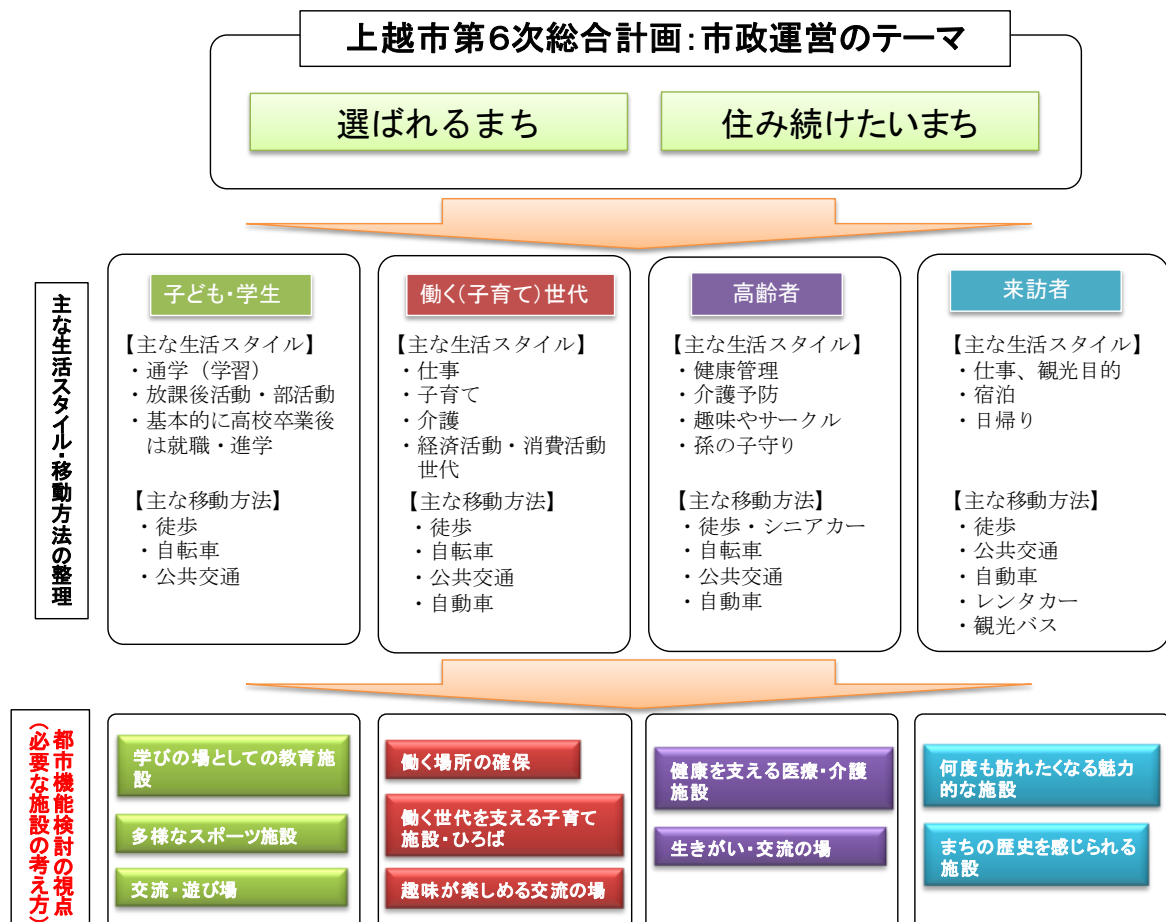 上越市第6次総合計画:市政運営のテーマ
選ばれるまち
住み続けたいまち
主な生活スタイル・移動方法の整理
子ども・学生
【主な生活スタイル】
・通学（学習）
・放課後活動・部活動
・基本的に高校卒業後
は就職・進学
【主な移動方法】
・徒歩
・自転車
・公共交通
働く(子育て)世代
【主な生活スタイル】
・仕事
・子育て
・介護
・経済活動・消費活動
世代
【主な移動方法】
・徒歩
・自転車
・公共交通
・自動車
高齢者
【主な生活スタイル】
・健康管理
・介護予防
・趣味やサークル
・孫の子守り
【主な移動方法】
・徒歩・シニアカー
・自転車
・公共交通
・自動車
来訪者
【主な生活スタイル】
・仕事、観光目的
・宿泊
・日帰り
【主な移動方法】
・徒歩
・公共交通
・自動車
・レンタカー
・観光バス
都市機能検討の視点
(必要な施設の考え方)
学びの場としての教育施
設
多様なスポーツ施設
交流・遊び場
働く場所の確保
働く世代を支える子育て
施設・ひろば
趣味が楽しめる交流の場
健康を支える医療・介護
施設
生きがい・交流の場
何度も訪れたくなる魅力
的な施設
まちの歴史を感じられる
施設